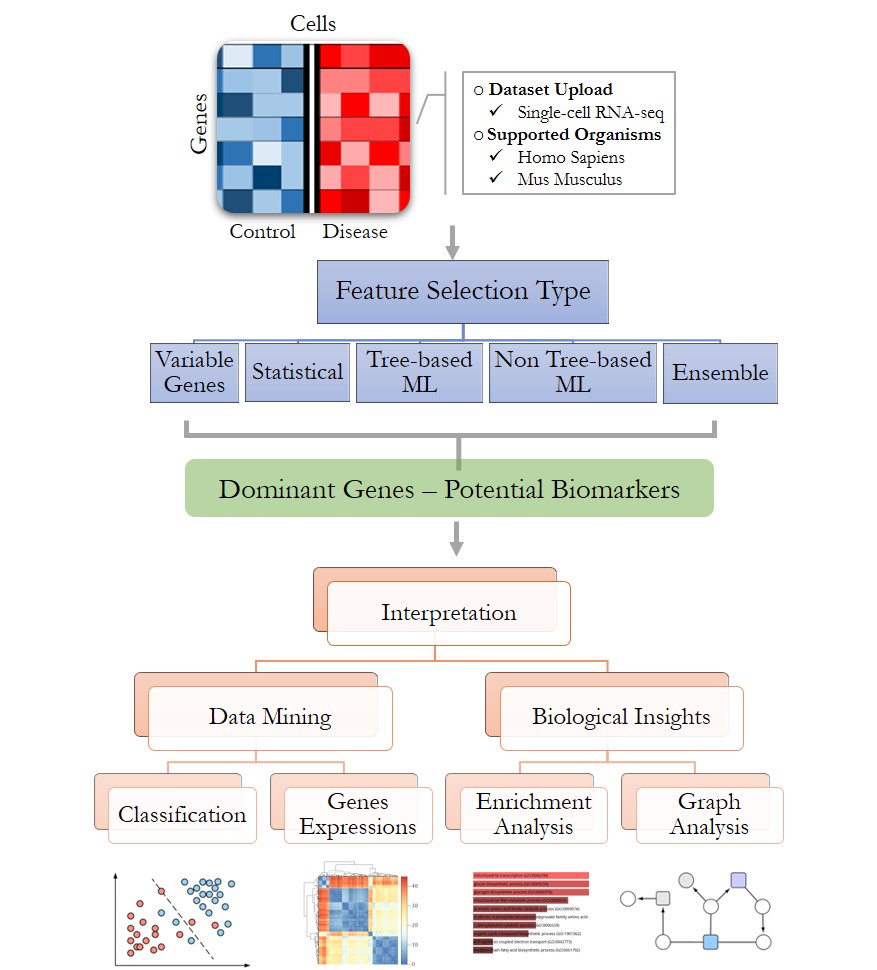 Cells
Genes
Control
Disease
Dataset Upload
Single-cell RNA-seq
Supported Organisms
Homo Sapiens
Mus Musculus
Feature Selection Type
Variable
Genes
Statistical
Tree-based
ML
Non Tree-based
ML
Ensemble
Dominant Genes – Potential Biomarkers
Interpretation
Data Mining
Biological Insights
Classification
Genes
Expressions
Enrichment
Analysis
Graph
Analysis
40
30
20
10
0